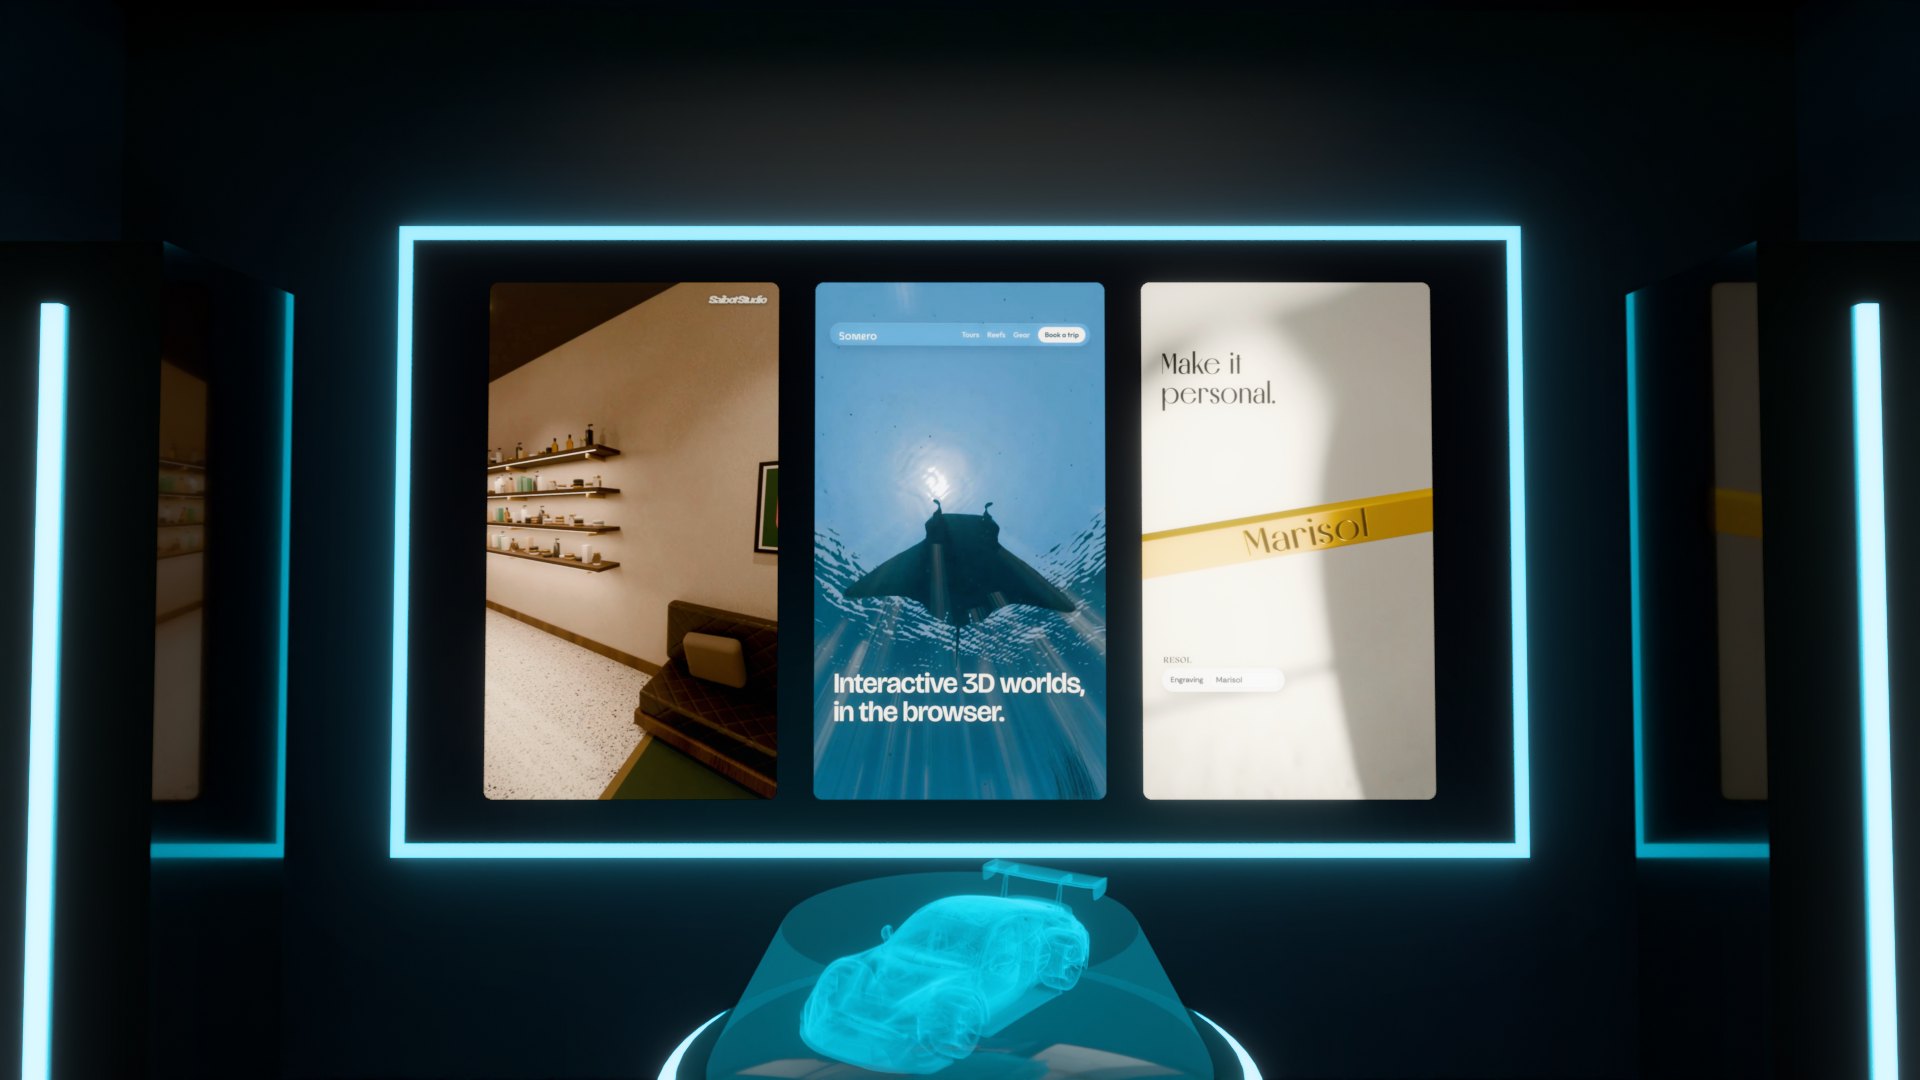 SaibotStudio
Somero
Tours Reefs Gear Book a trip
Interactive 3D worlds,
in the browser.
Make it
personal.
Marisol
RESOL
Engraving Marisol